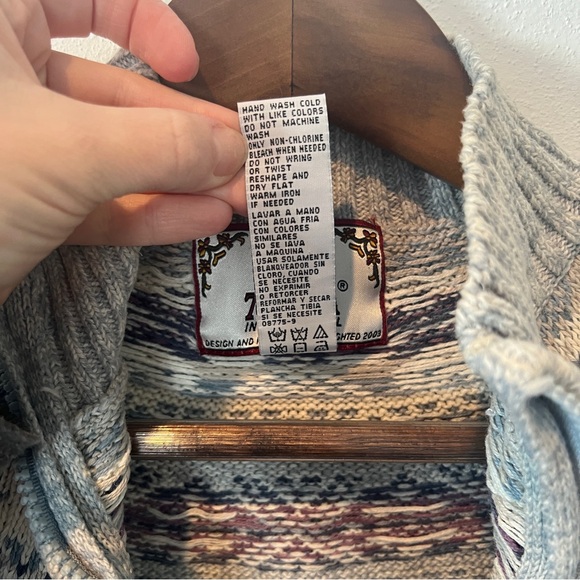 HAND WASH COLD
WITH LIKE COLORS
DO NOT MACHINE
WASH
ONLY NON-CHLORINE
BLEACH WHEN NEEDED
DO NOT WRING
OR TWIST
RESHAPE AND
DRY FLAT
WARM IRON
IF NEEDED
LAVAR A MANO
CON AGUA FRIA
CON COLORES
SIMILARES
NO SE IAVA
A MAQUINA
USAR SOLAMENTE
BLANQUEADOR SIN
CLORO, CUANDO
SE NECESITE
NO EXPRIMIR
O RETORCER
REFORMAR Y SECAR
PLANCHA TIBIA
SI SE NECESITE
08775-9
®
DESIGN AND
2003